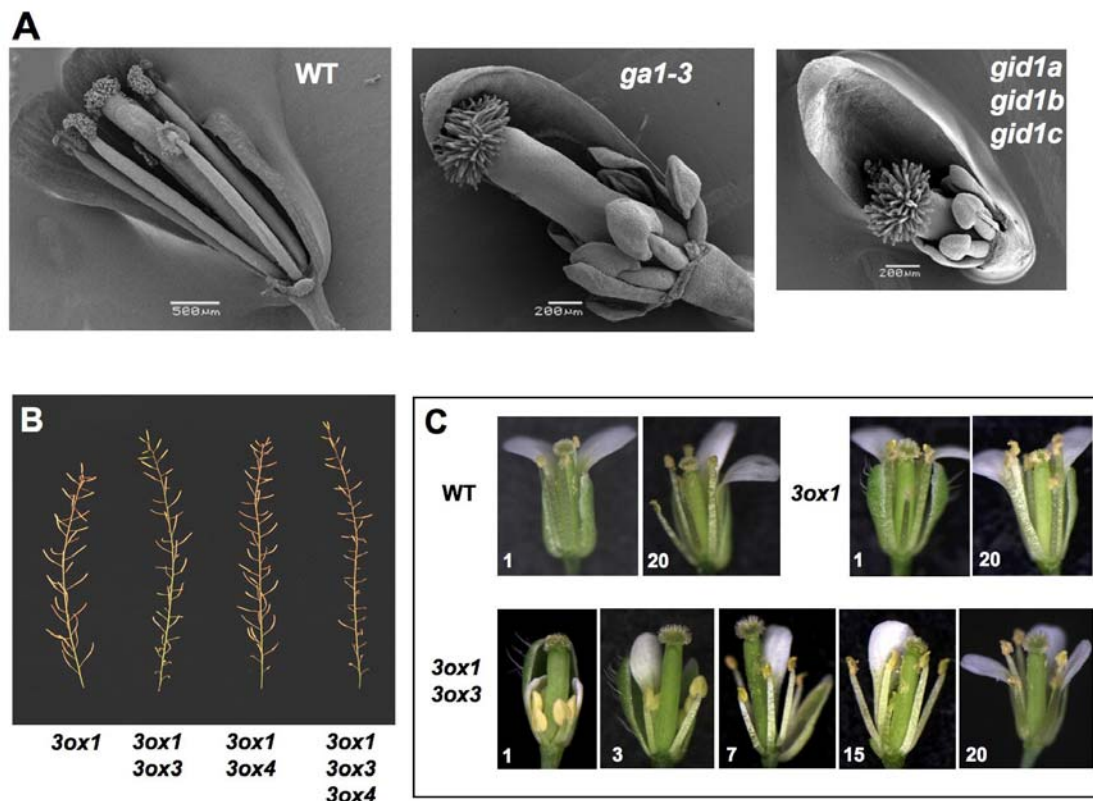 A
WT
500 µm
ga1-3
200 µm
gid1a
gid1b
gid1c
200 µm
B
3ox1
3ox1
3ox3
3ox1
3ox4
3ox1
3ox3
3ox4
C
WT
1
20
3ox1
1
20
3ox1
3ox3
1
3
7
15
20